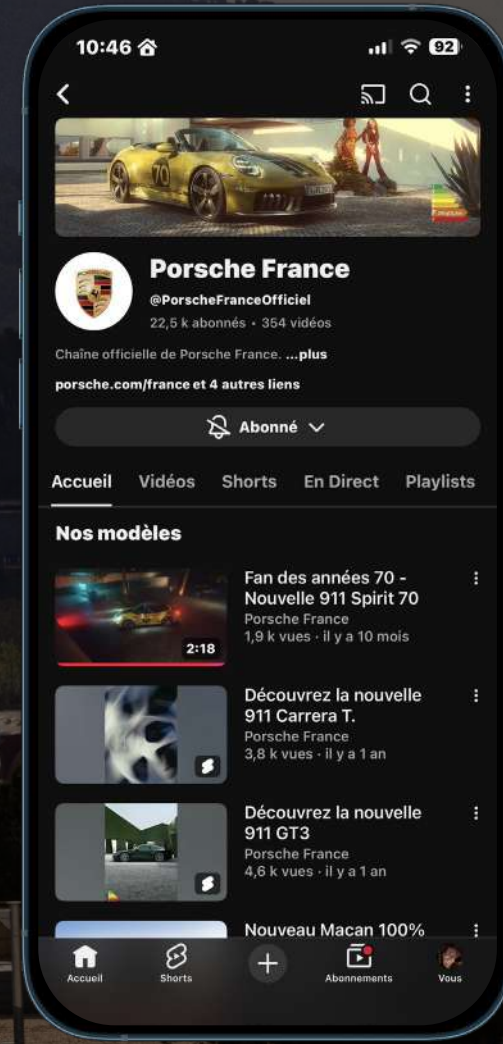 10:46
92
70
Porsche France
@PorscheFranceOfficiel
22,5 k abonnés • 354 vidéos
Chaîne officielle de Porsche France. ...plus
porsche.com/france et 4 autres liens
Abonné
Accueil Vidéos Shorts En Direct Playlists
Nos modèles
Fan des années 70 -
Nouvelle 911 Spirit 70
Porsche France
1,9 k vues · il y a 10 mois
2:18
Découvrez la nouvelle
911 Carrera T.
Porsche France
3,8 k vues · il y a 1 an
Découvrez la nouvelle
911 GT3
Porsche France
4,6 k vues · il y a 1 an
Nouveau Macan 100%
Accueil Shorts Abonnements Vous